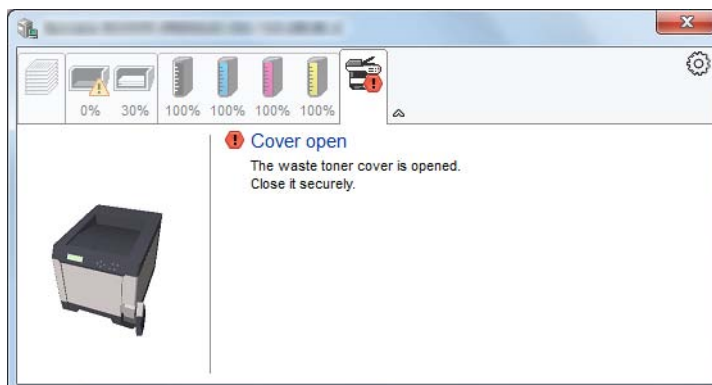 0% 30% 100% 100% 100% 100%
Cover open
The waste toner cover is opened.
Close it securely.